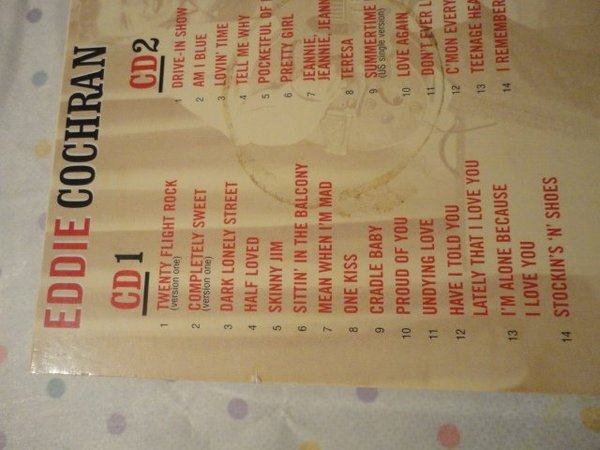 EDDIE COCHRAN
CD1
1 TWENTY FLIGHT ROCK
(version one)
2 COMPLETELY SWEET
(version one)
3 DARK LONELY STREET
4 HALF LOVED
5 SKINNY JIM
6 SITTIN' IN THE BALCONY
7 MEAN WHEN I'M MAD
8 ONE KISS
9 CRADLE BABY
10 PROUD OF YOU
11 UNDYING LOVE
12 HAVE I TOLD YOU
LATELY THAT I LOVE YOU
13 I'M ALONE BECAUSE
I LOVE YOU
14 STOCKIN'S 'N' SHOES
CD2
1 DRIVE-IN SHOW
2 AM I BLUE
3 LOVIN' TIME
4 TELL ME WHY
5 POCKETFUL OF
6 PRETTY GIRL
7 JEANNIE,
JEANNIE, JEANN
8 TERESA
9 SUMMERTIME
(US single version)
10 LOVE AGAIN
11 DON'T EVER L
12 C'MON EVERY
13 TEENAGE HEA
14 I REMEMBER